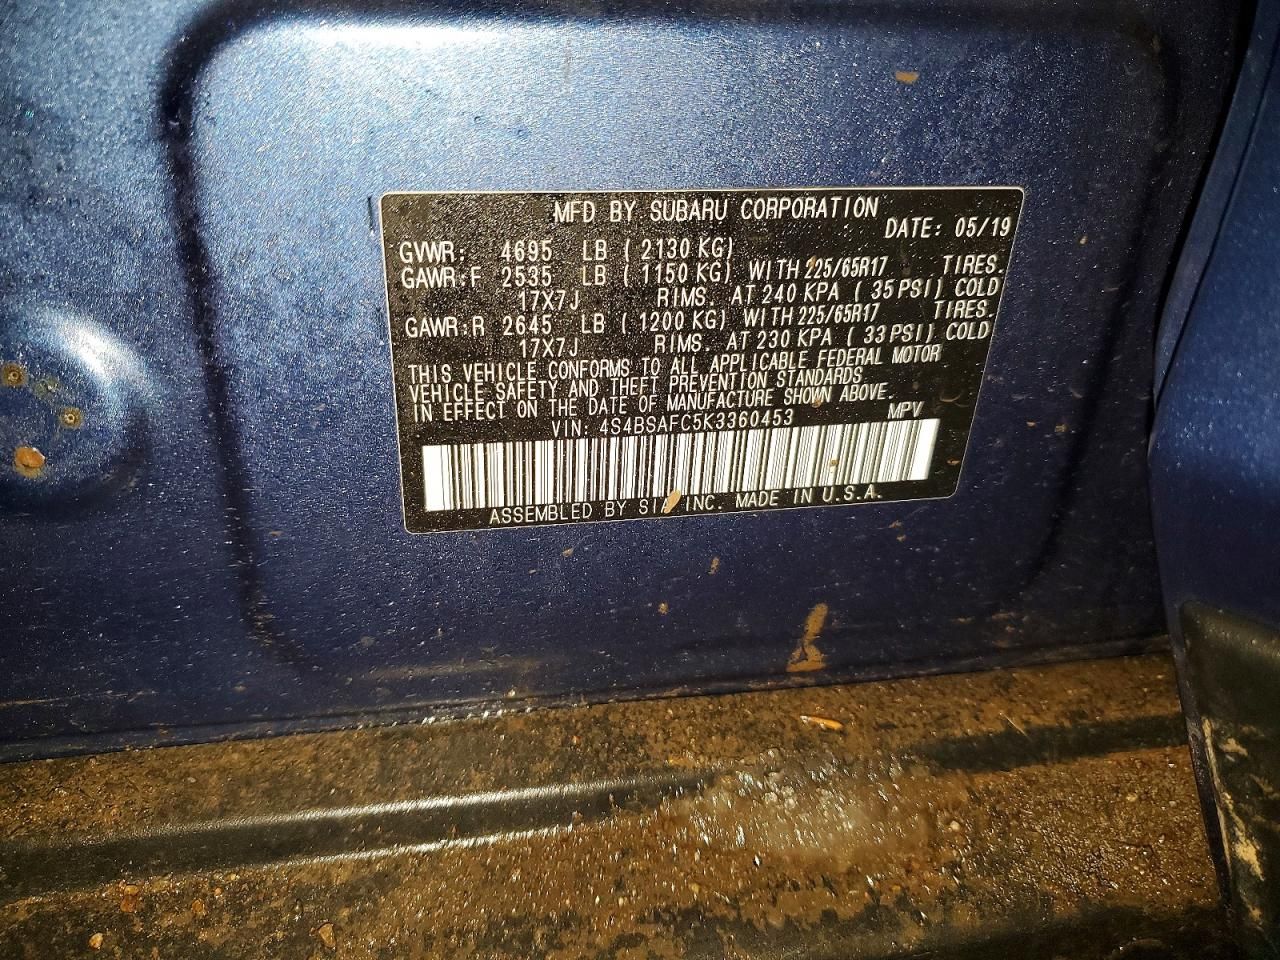 MFD BY SUBARU CORPORATION
DATE: 05/19
GVWR: 4695 LB ( 2130 KG)
GAWR:F 2535 LB ( 1150 KG) WITH 225/65R17 TIRES.
17X7J RIMS. AT 240 KPA ( 35 PSI) COLD
GAWR:R 2645 LB ( 1200 KG) WITH 225/65R17 TIRES.
17X7J RIMS. AT 230 KPA ( 33 PSI) COLD
THIS VEHICLE CONFORMS TO ALL APPLICABLE FEDERAL MOTOR
VEHICLE SAFETY AND THEFT PREVENTION STANDARDS
IN EFFECT ON THE DATE OF MANUFACTURE SHOWN ABOVE.
VIN: 4S4BSAFC5K3360453 MPV
ASSEMBLED BY SIA INC. MADE IN U.S.A.